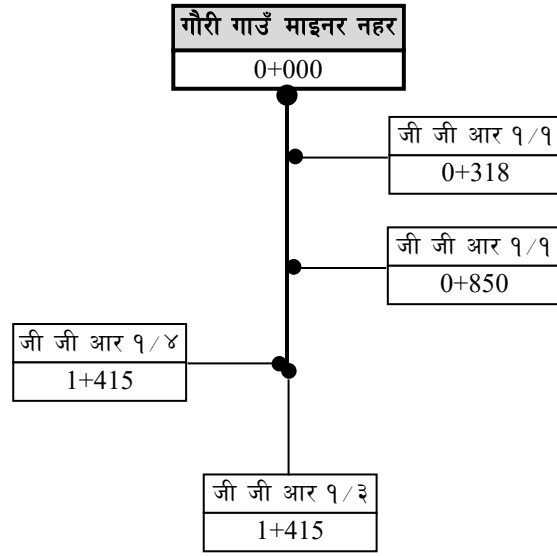 गौरी गाउँ माइनर नहर
0+000
जी जी आर १/१
0+318
जी जी आर १/१
0+850
जी जी आर १/४
1+415
जी जी आर १/३
1+415